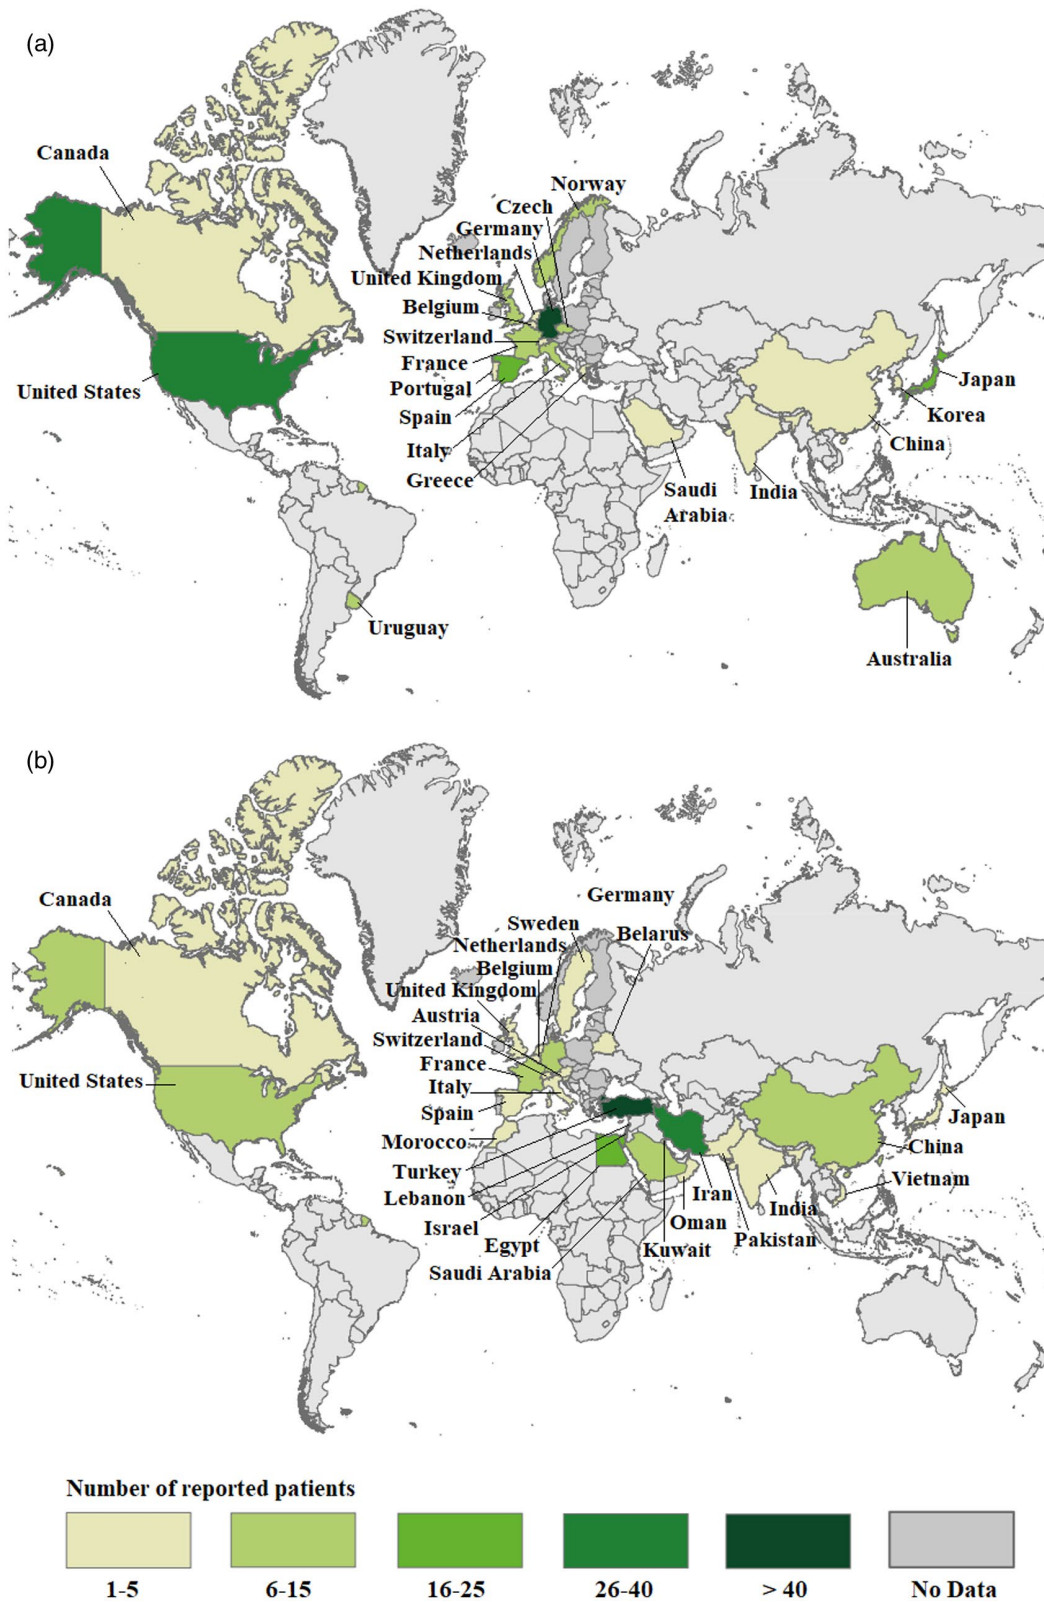 (a)
Canada
Norway
Czech
Germany
Netherlands
United Kingdom
Belgium
Switzerland
France
Portugal
Spain
Italy
Greece
United States
Japan
Korea
China
India
Saudi
Arabia
Uruguay
Australia
(b)
Canada
Germany
Sweden
Belarus
Netherlands
Belgium
United Kingdom
Austria
Switzerland
France
Italy
Spain
Morocco
Turkey
Lebanon
Israel
Egypt
Saudi Arabia
United States
Japan
China
Vietnam
Iran
India
Oman
Pakistan
Kuwait
Number of reported patients
1-5 6-15 16-25 26-40 > 40 No Data